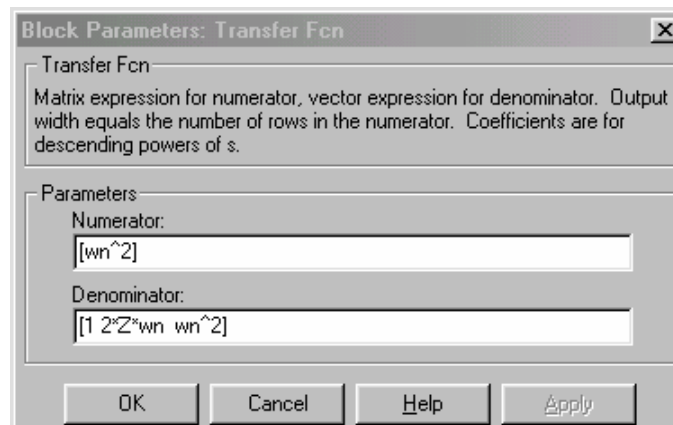 Block Parameters: Transfer Fcn
Transfer Fcn
Matrix expression for numerator, vector expression for denominator. Output
width equals the number of rows in the numerator. Coefficients are for
descending powers of s.
Parameters
Numerator:
[wn^2]
Denominator:
[1 2*Z*wn wn^2]
OK Cancel Help Apply